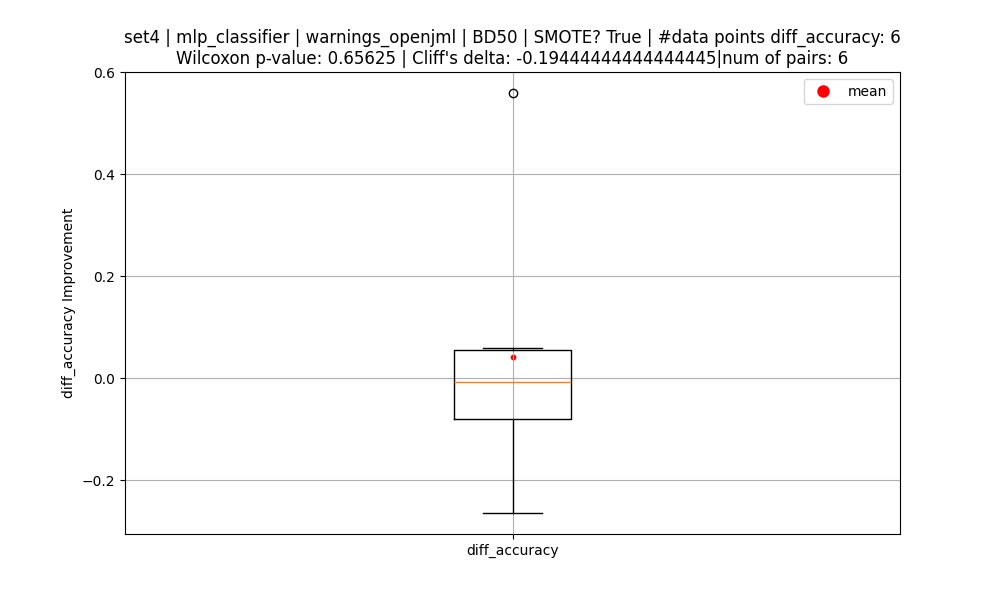 set4 | mlp_classifier | warnings_openjml | BD50 | SMOTE? True | #data points diff_accuracy: 6
Wilcoxon p-value: 0.65625 | Cliff's delta: -0.19444444444444445|num of pairs: 6
mean
0.6
0.4
0.2
0.0
−0.2
diff_accuracy Improvement
diff_accuracy